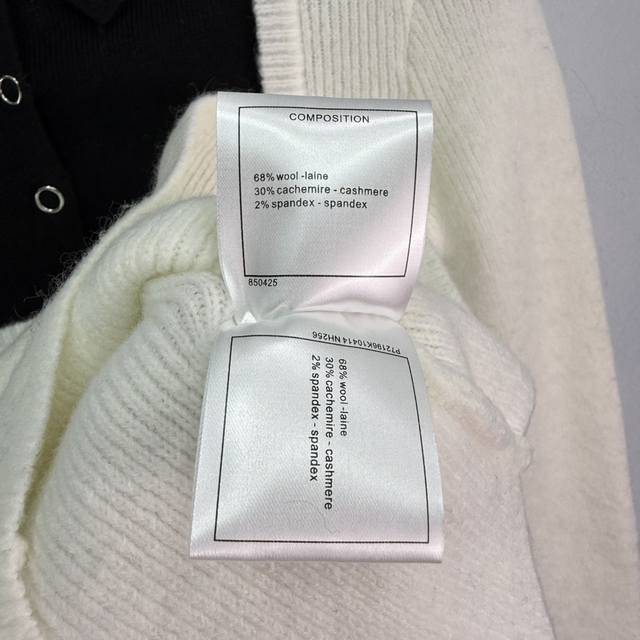 COMPOSITION
68% wool -laine
30% cachemire - cashmere
2% spandex - spandex
850425
P72196K10414 NH256
68% wool -laine
30% cachemire - cashmere
2% spandex - spandex